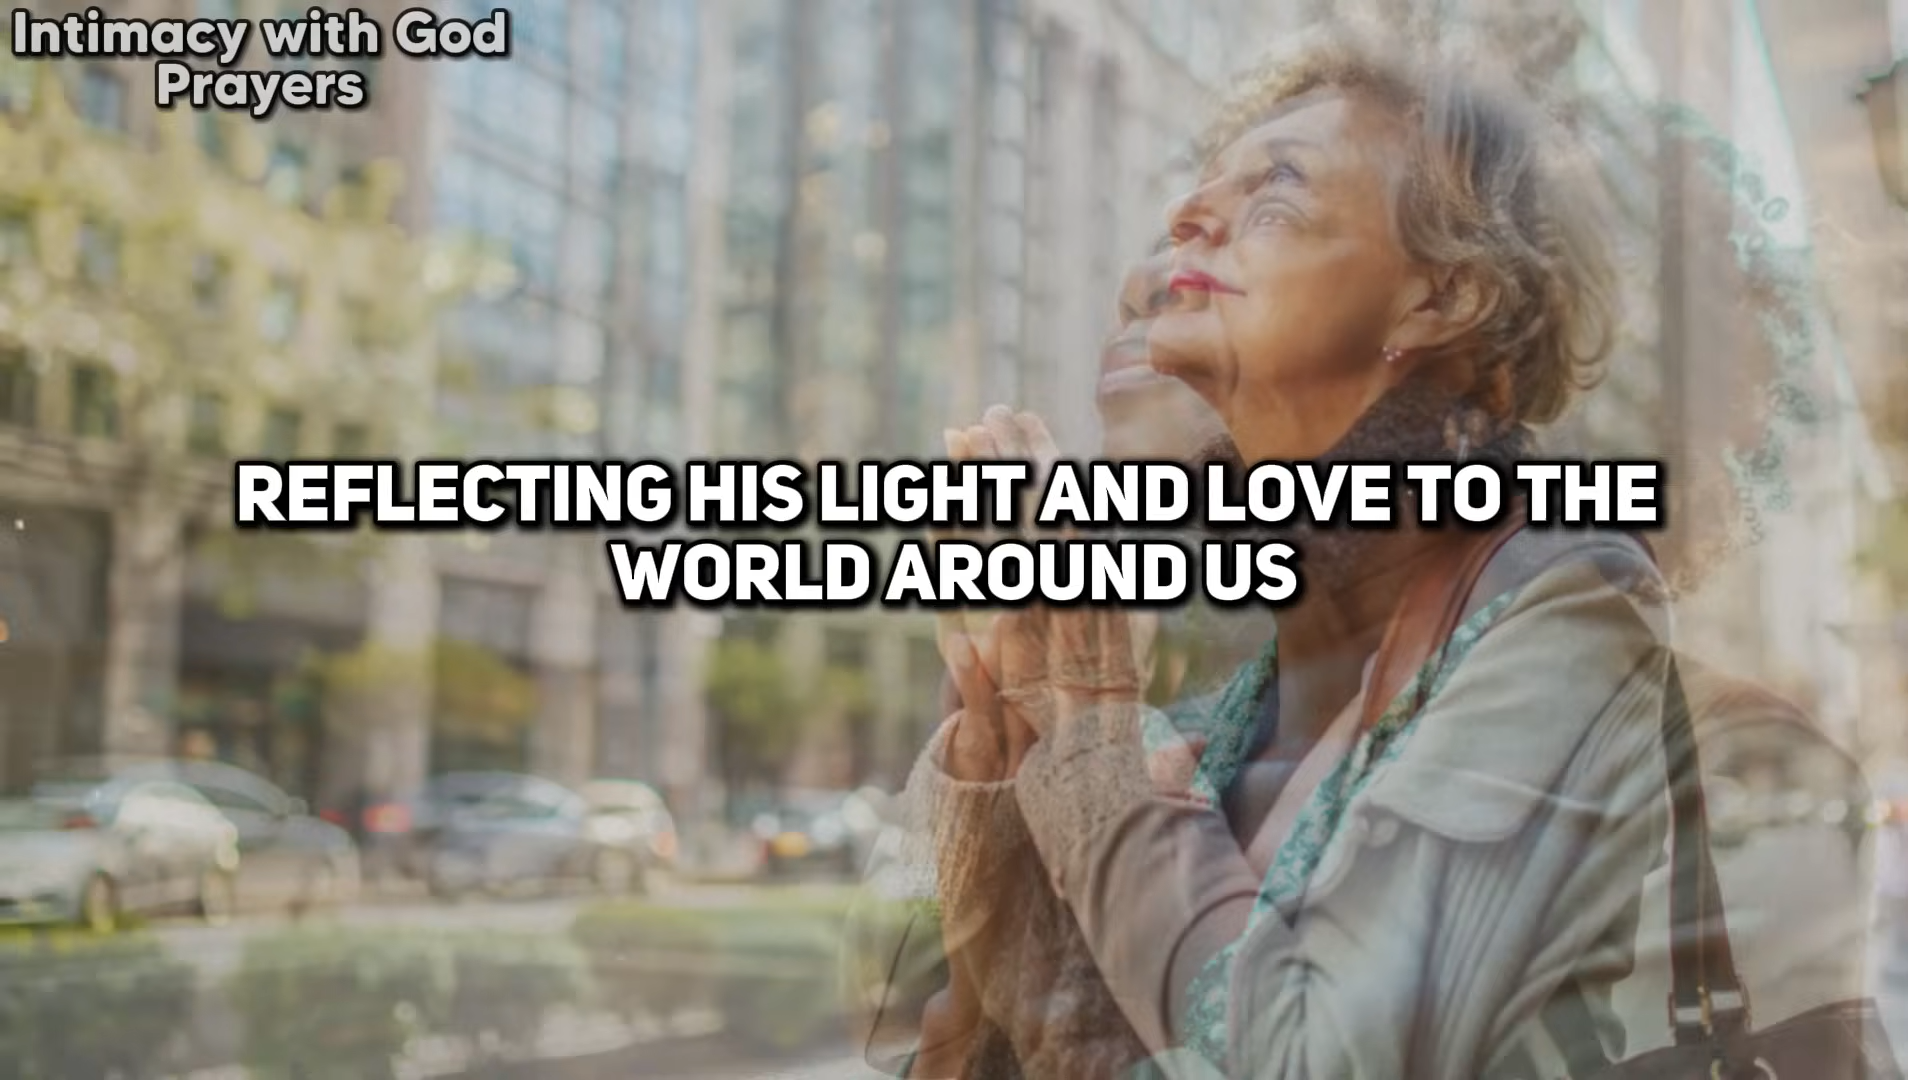 Intimacy with God
Prayers
REFLECTING HIS LIGHT AND LOVE TO THE
WORLD AROUND US